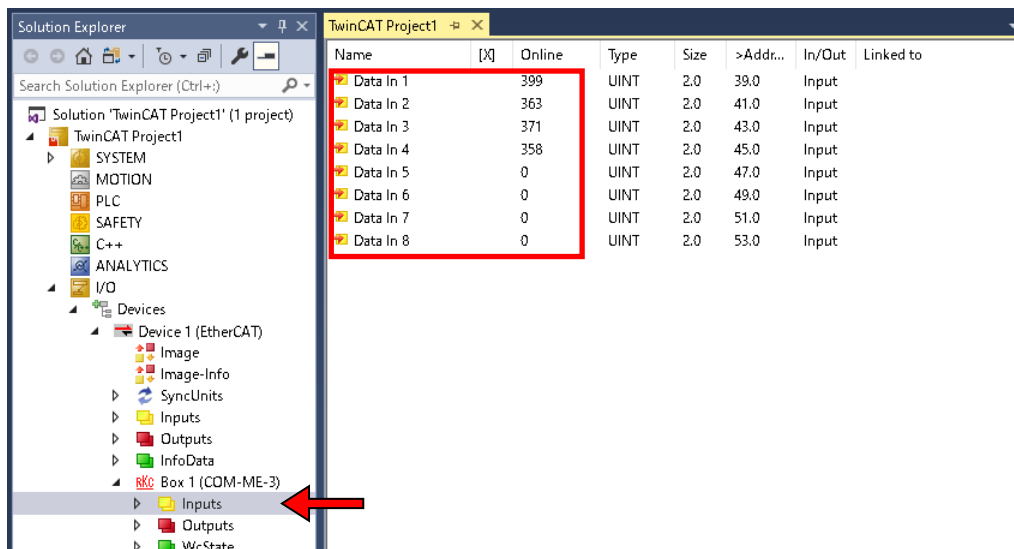 Solution Explorer
Search Solution Explorer (Ctrl+;)
Solution 'TwinCAT Project1' (1 project)
TwinCAT Project1
SYSTEM
MOTION
PLC
SAFETY
C++
ANALYTICS
I/O
Devices
Device 1 (EtherCAT)
Image
Image-Info
SyncUnits
Inputs
Outputs
InfoData
RKC Box 1 (COM-ME-3)
Inputs
Outputs
WcState
TwinCAT Project1
Name [X] Online Type Size >Addr... In/Out Linked to
Data In 1 399 UINT 2.0 39.0 Input
Data In 2 363 UINT 2.0 41.0 Input
Data In 3 371 UINT 2.0 43.0 Input
Data In 4 358 UINT 2.0 45.0 Input
Data In 5 0 UINT 2.0 47.0 Input
Data In 6 0 UINT 2.0 49.0 Input
Data In 7 0 UINT 2.0 51.0 Input
Data In 8 0 UINT 2.0 53.0 Input